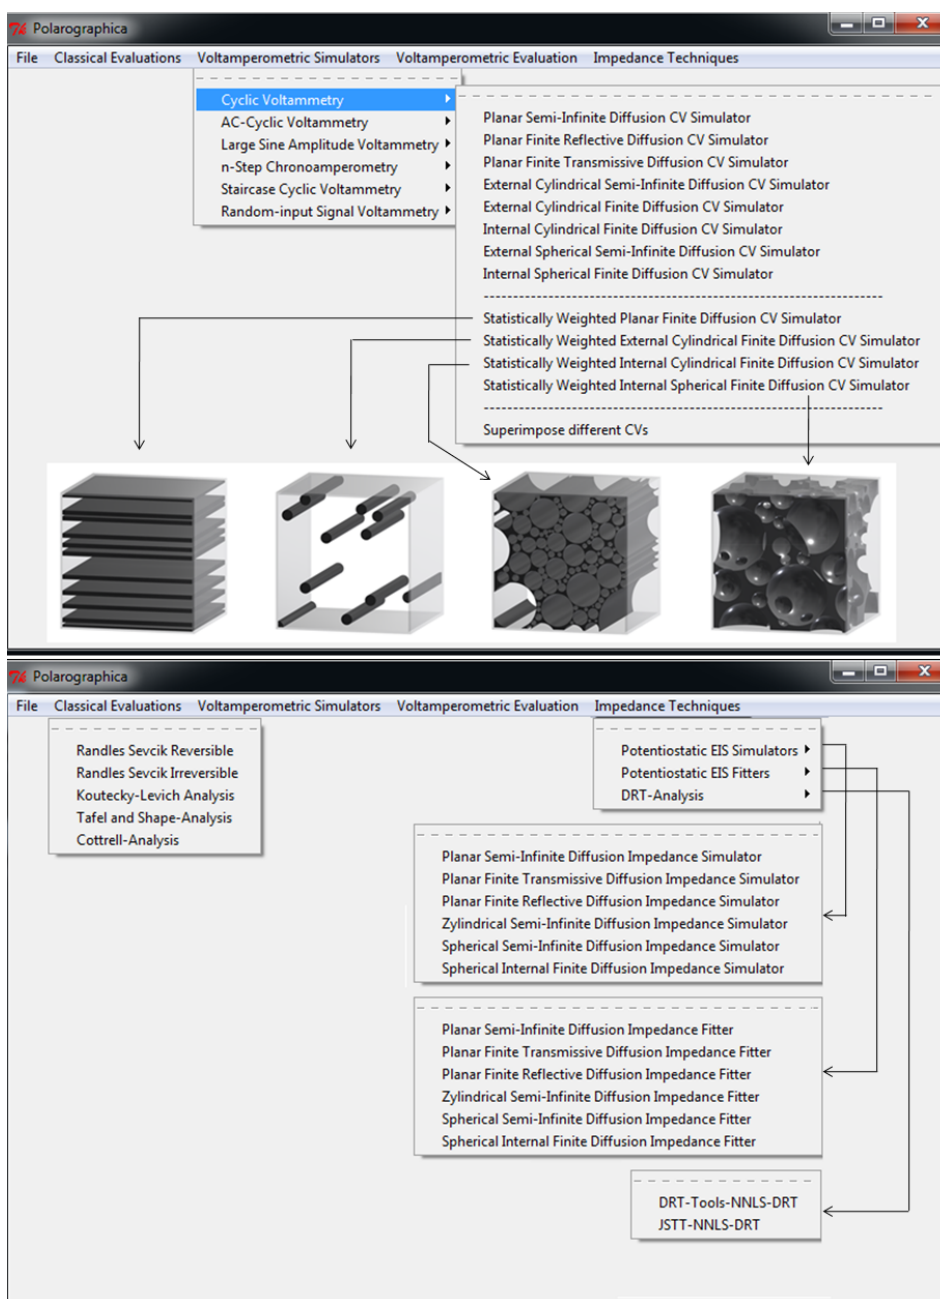 Polarographica
File Classical Evaluations Voltamperometric Simulators Voltamperometric Evaluation Impedance Techniques
Cyclic Voltammetry
AC-Cyclic Voltammetry
Large Sine Amplitude Voltammetry
n-Step Chronoamperometry
Staircase Cyclic Voltammetry
Random-input Signal Voltammetry
Planar Semi-Infinite Diffusion CV Simulator
Planar Finite Reflective Diffusion CV Simulator
Planar Finite Transmissive Diffusion CV Simulator
External Cylindrical Semi-Infinite Diffusion CV Simulator
External Cylindrical Finite Diffusion CV Simulator
Internal Cylindrical Finite Diffusion CV Simulator
External Spherical Semi-Infinite Diffusion CV Simulator
Internal Spherical Finite Diffusion CV Simulator
Statistically Weighted Planar Finite Diffusion CV Simulator
Statistically Weighted External Cylindrical Finite Diffusion CV Simulator
Statistically Weighted Internal Cylindrical Finite Diffusion CV Simulator
Statistically Weighted Internal Spherical Finite Diffusion CV Simulator
Superimpose different CVs
Polarographica
File Classical Evaluations Voltamperometric Simulators Voltamperometric Evaluation Impedance Techniques
Randles Sevcik Reversible
Randles Sevcik Irreversible
Koutecky-Levich Analysis
Tafel and Shape-Analysis
Cottrell-Analysis
Potentiostatic EIS Simulators
Potentiostatic EIS Fitters
DRT-Analysis
Planar Semi-Infinite Diffusion Impedance Simulator
Planar Finite Transmissive Diffusion Impedance Simulator
Planar Finite Reflective Diffusion Impedance Simulator
Zylindrical Semi-Infinite Diffusion Impedance Simulator
Spherical Semi-Infinite Diffusion Impedance Simulator
Spherical Internal Finite Diffusion Impedance Simulator
Planar Semi-Infinite Diffusion Impedance Fitter
Planar Finite Transmissive Diffusion Impedance Fitter
Planar Finite Reflective Diffusion Impedance Fitter
Zylindrical Semi-Infinite Diffusion Impedance Fitter
Spherical Semi-Infinite Diffusion Impedance Fitter
Spherical Internal Finite Diffusion Impedance Fitter
DRT-Tools-NNLS-DRT
JSTT-NNLS-DRT